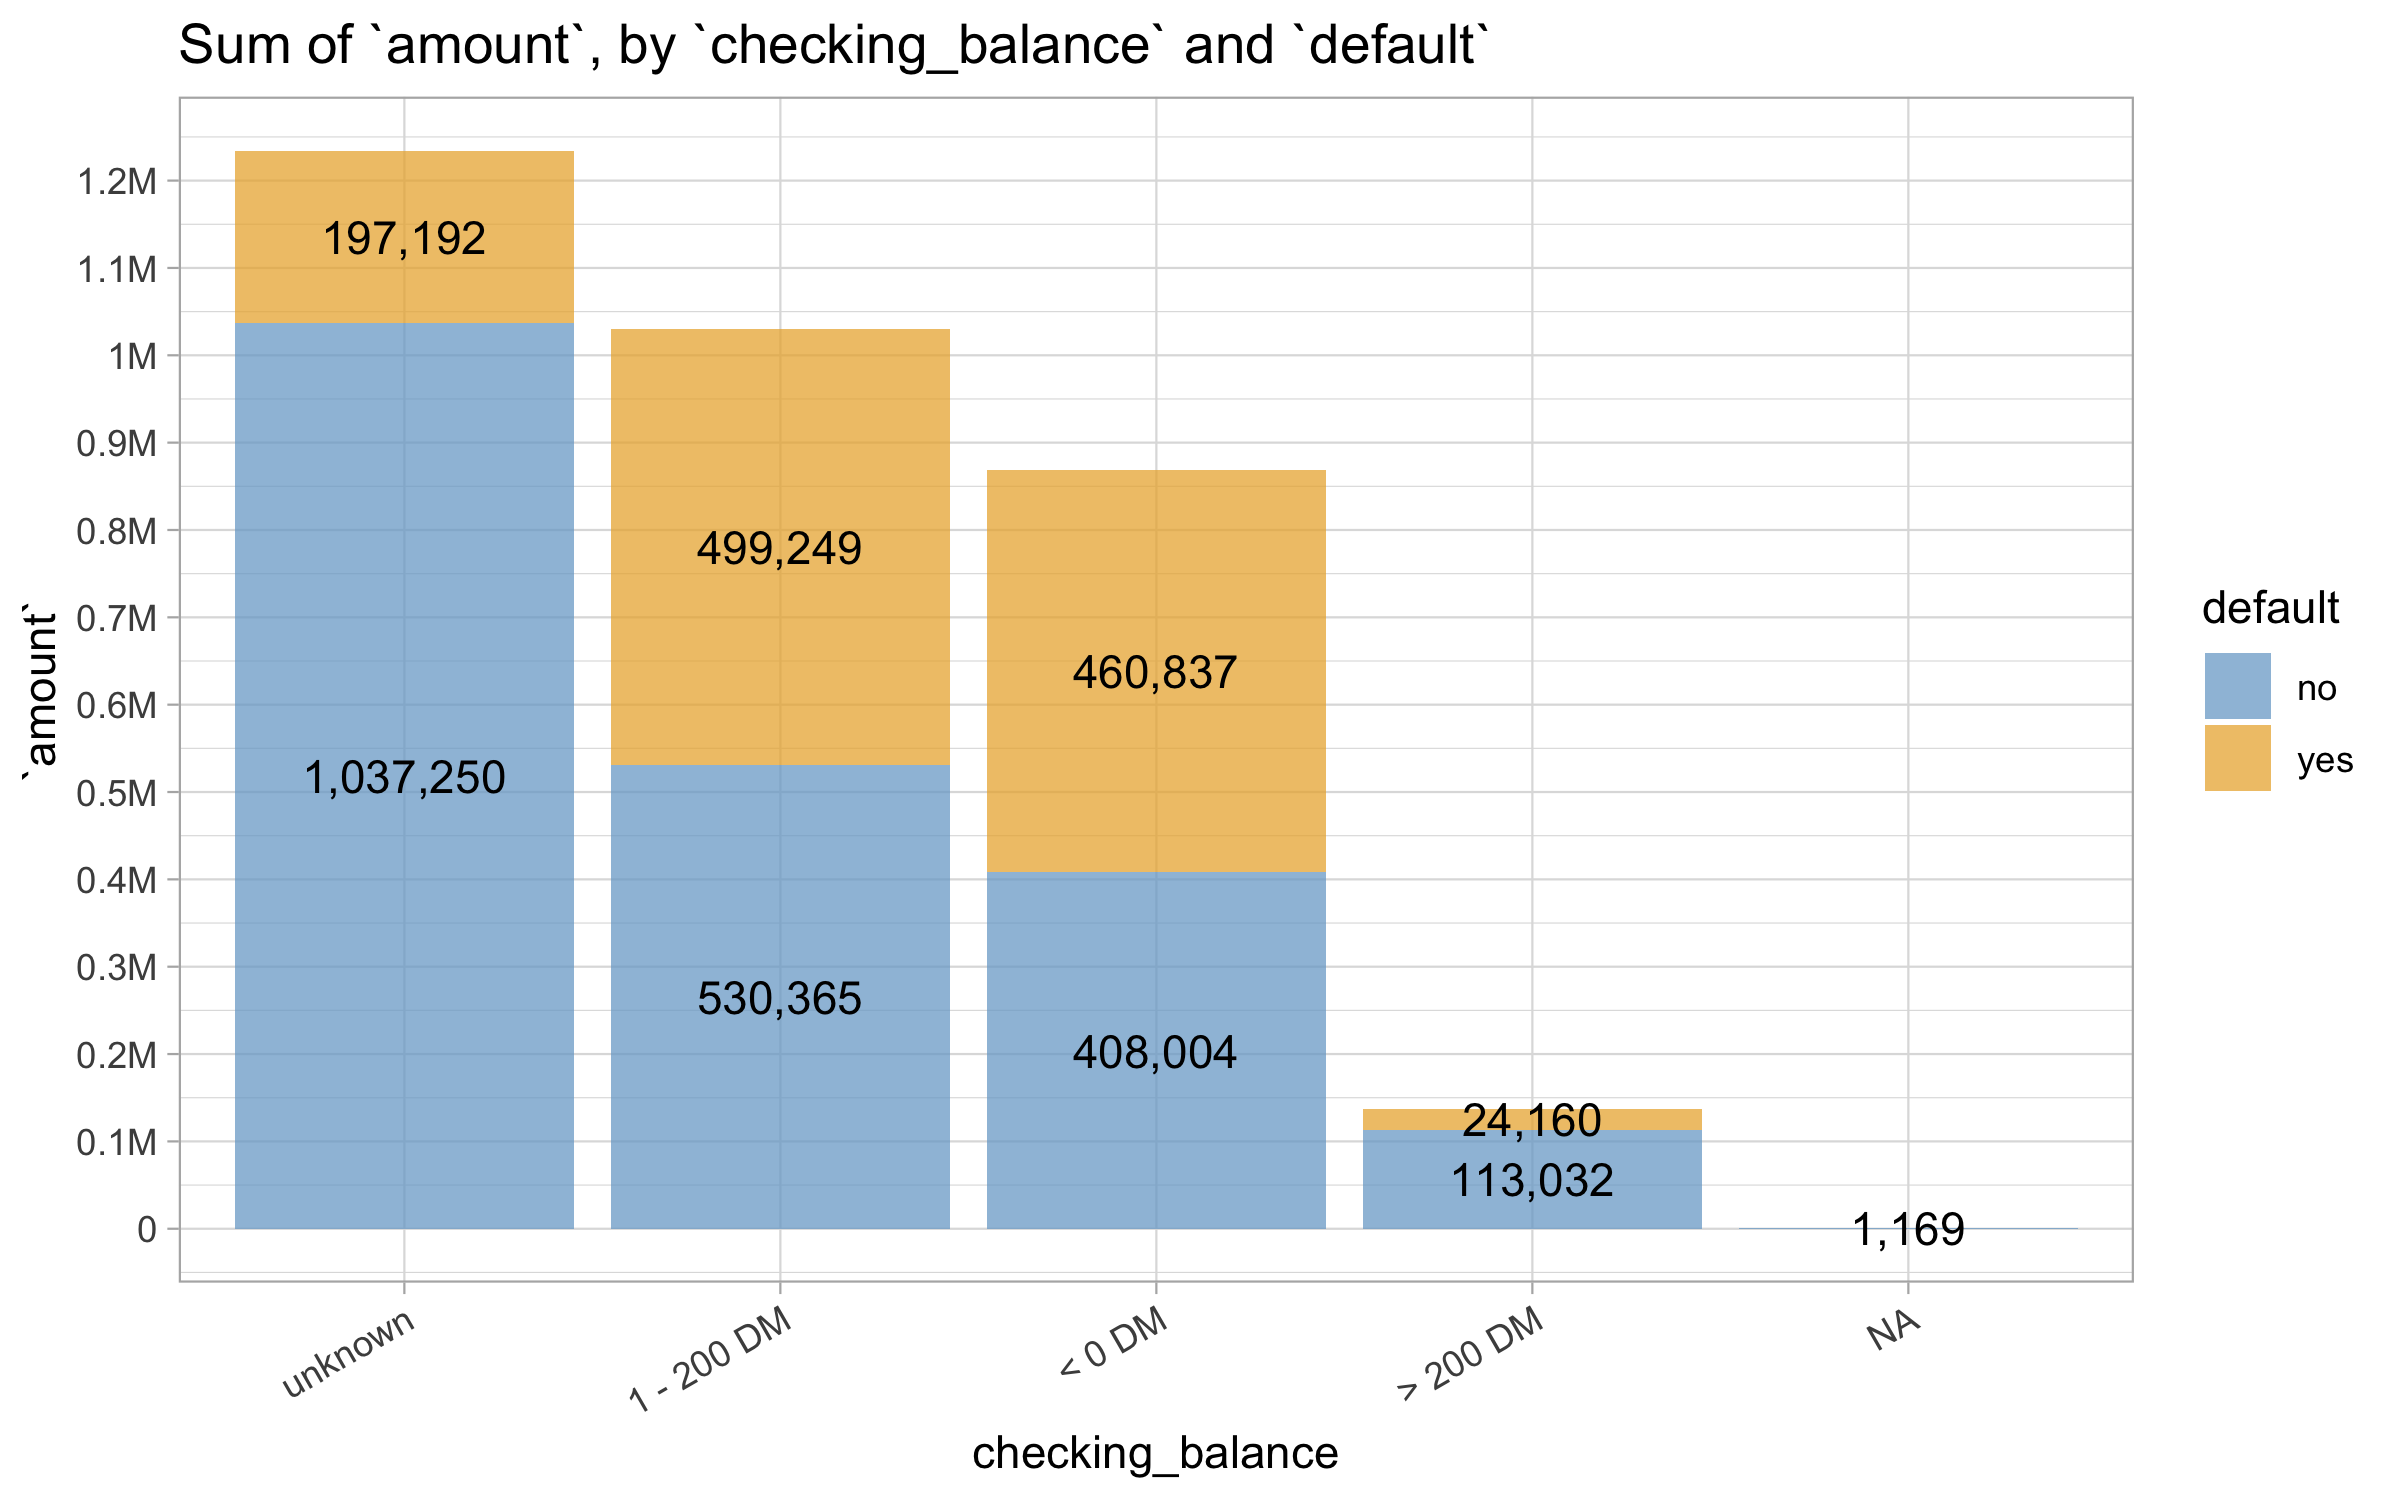 Sum of `amount`, by `checking_balance` and `default`
`amount`
1.2M
1.1M
1M
0.9M
0.8M
0.7M
0.6M
0.5M
0.4M
0.3M
0.2M
0.1M
0
197,192
1,037,250
499,249
530,365
460,837
408,004
24,160
113,032
1,169
unknown
1 - 200 DM
< 0 DM
> 200 DM
NA
checking_balance
default
no
yes